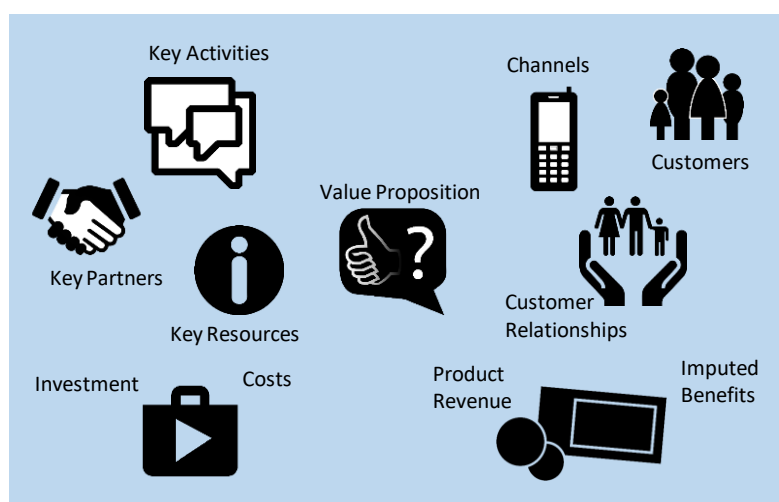 Key Activities
Channels
Customers
Value Proposition
?
Key Partners
i
Key Resources
Customer
Relationships
Investment
Costs
Product
Revenue
Imputed
Benefits